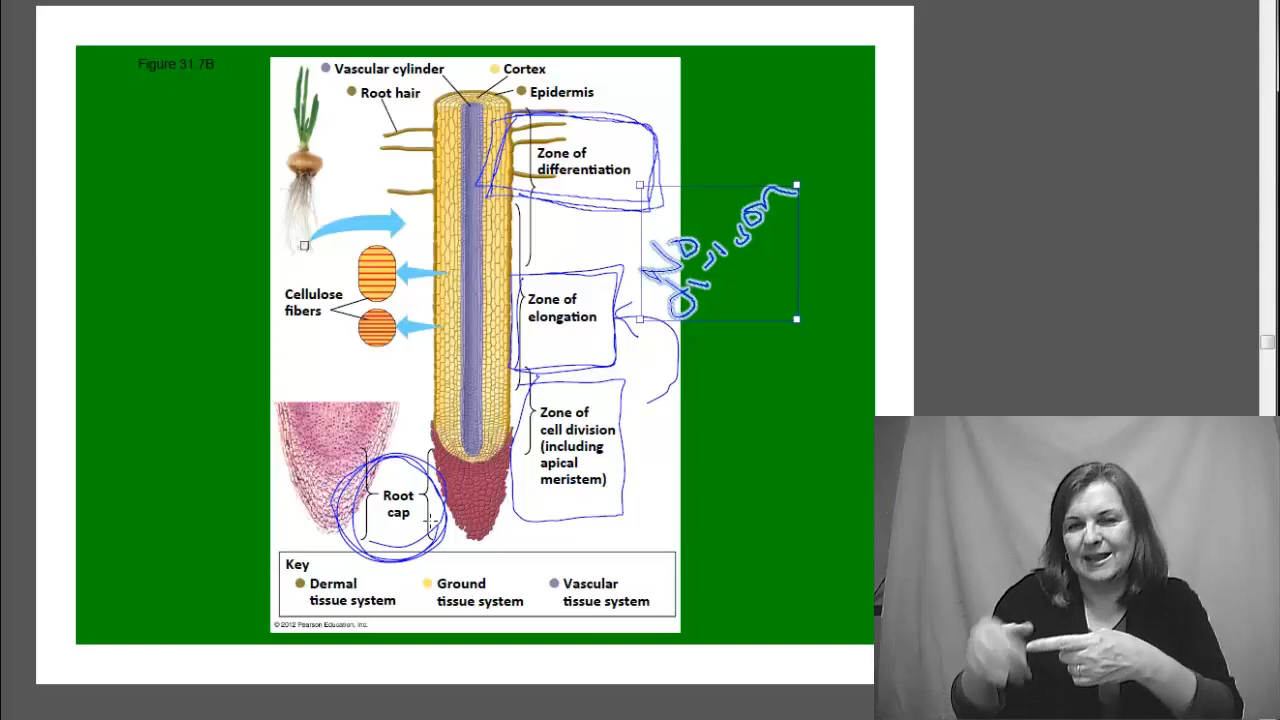 Figure 31.7B
Vascular cylinder
Cortex
Root hair
Epidermis
Zone of
differentiation
No
Division
Cellulose
fibers
Zone of
elongation
Zone of
cell division
(including
apical
meristem)
Root
cap
Key
Dermal
tissue system
Ground
tissue system
Vascular
tissue system
© 2012 Pearson Education, Inc.